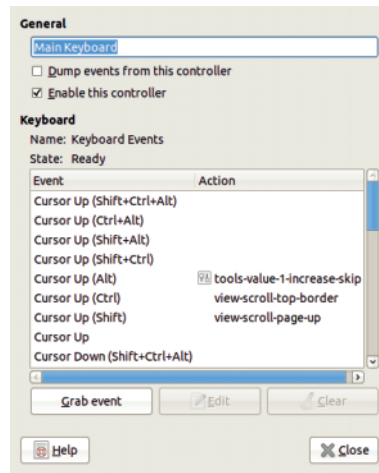 General
Main Keyboard
Dump events from this controller
Enable this controller
Keyboard
Name: Keyboard Events
State: Ready
Event Action
Cursor Up (Shift+Ctrl+Alt)
Cursor Up (Ctrl+Alt)
Cursor Up (Shift+Alt)
Cursor Up (Shift+Ctrl)
Cursor Up (Alt) tools-value-1-increase-skip
Cursor Up (Ctrl) view-scroll-top-border
Cursor Up (Shift) view-scroll-page-up
Cursor Up
Cursor Down (Shift+Ctrl+Alt)
Grab event Edit Clear
Help Close